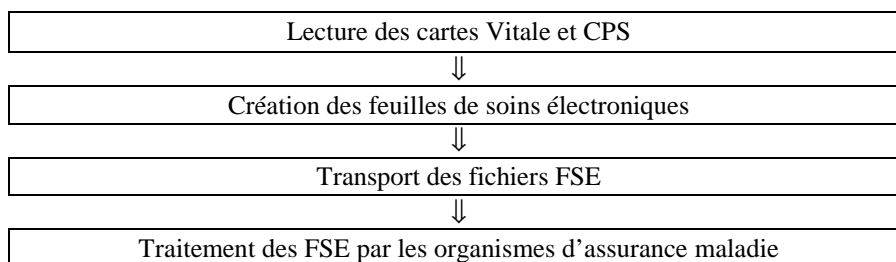 Lecture des cartes Vitale et CPS
⇓
Création des feuilles de soins électroniques
⇓
Transport des fichiers FSE
⇓
Traitement des FSE par les organismes d’assurance maladie